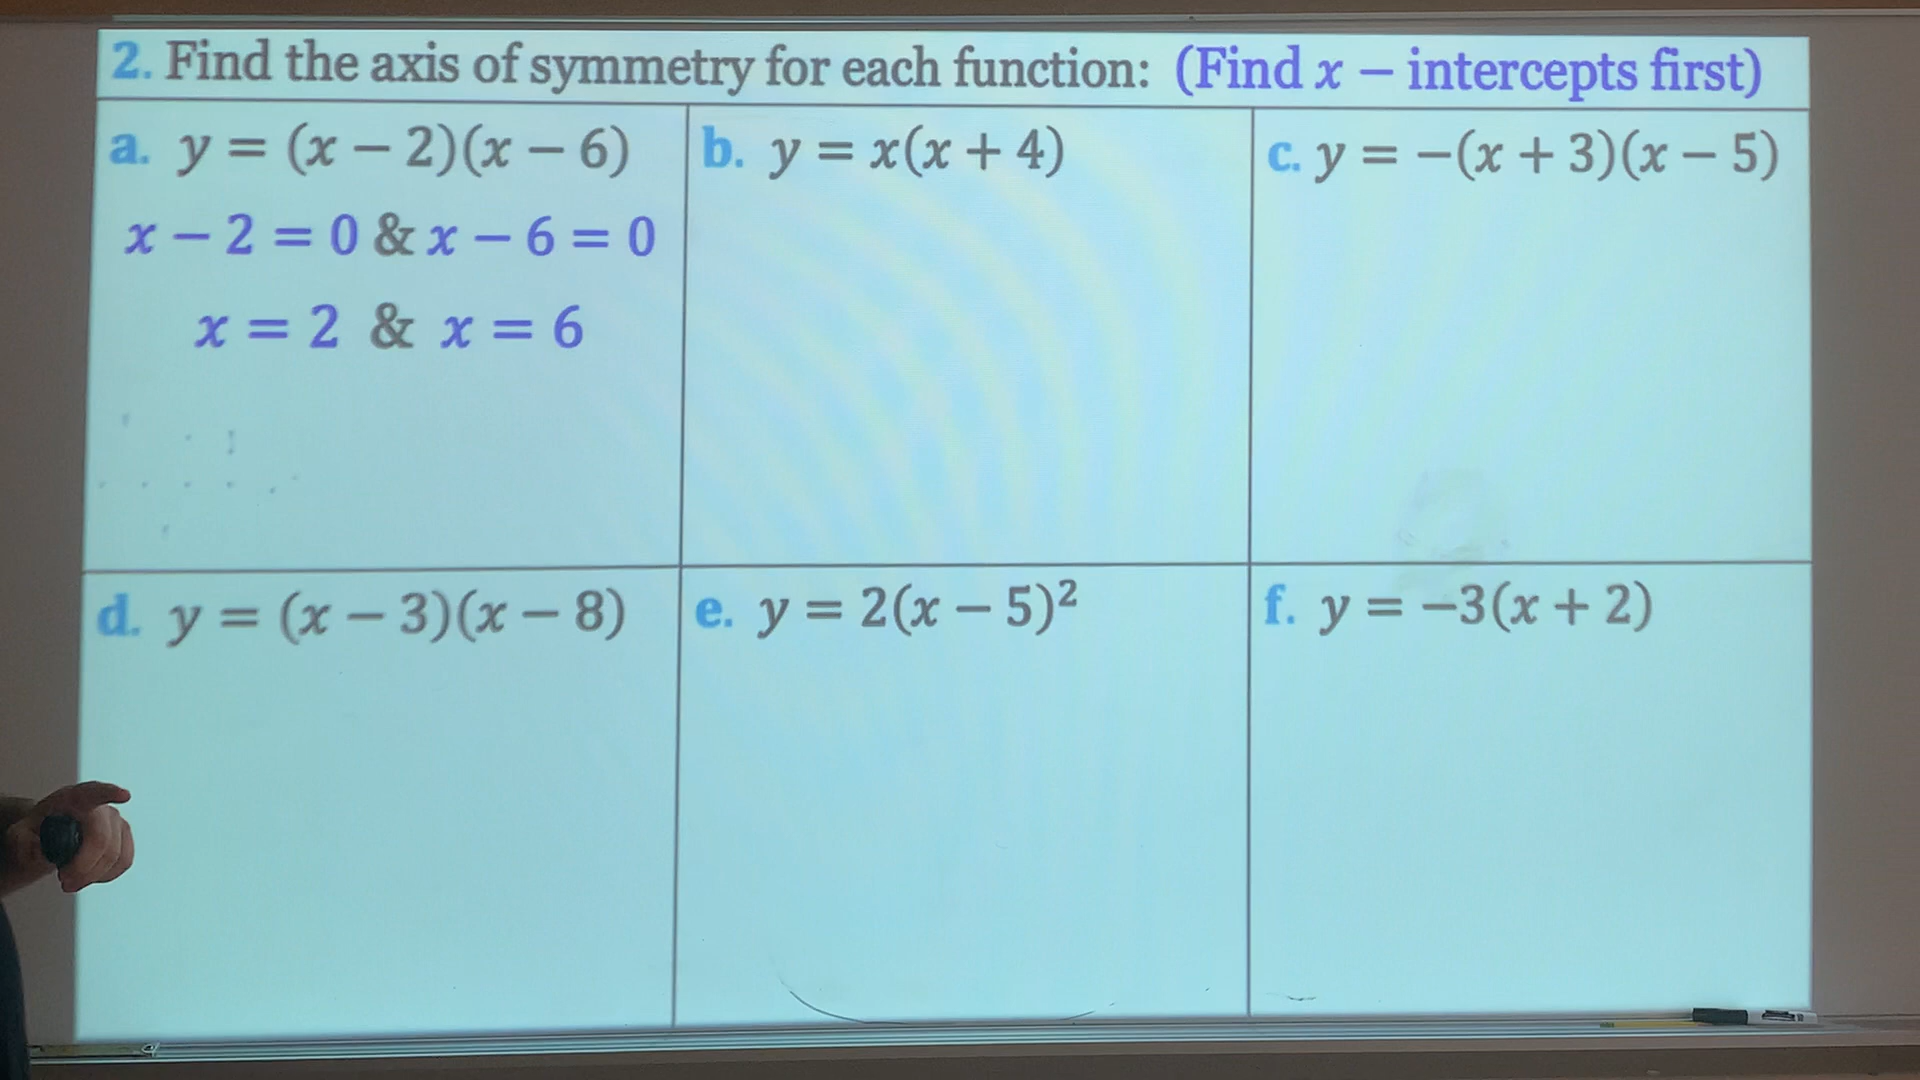 2. Find the axis of symmetry for each function: (Find x – intercepts first)
a. y = (x – 2)(x – 6)
x – 2 = 0 & x – 6 = 0
x = 2 & x = 6
b. y = x(x + 4)
c. y = –(x + 3)(x – 5)
d. y = (x – 3)(x – 8)
e. y = 2(x – 5)²
f. y = –3(x + 2)